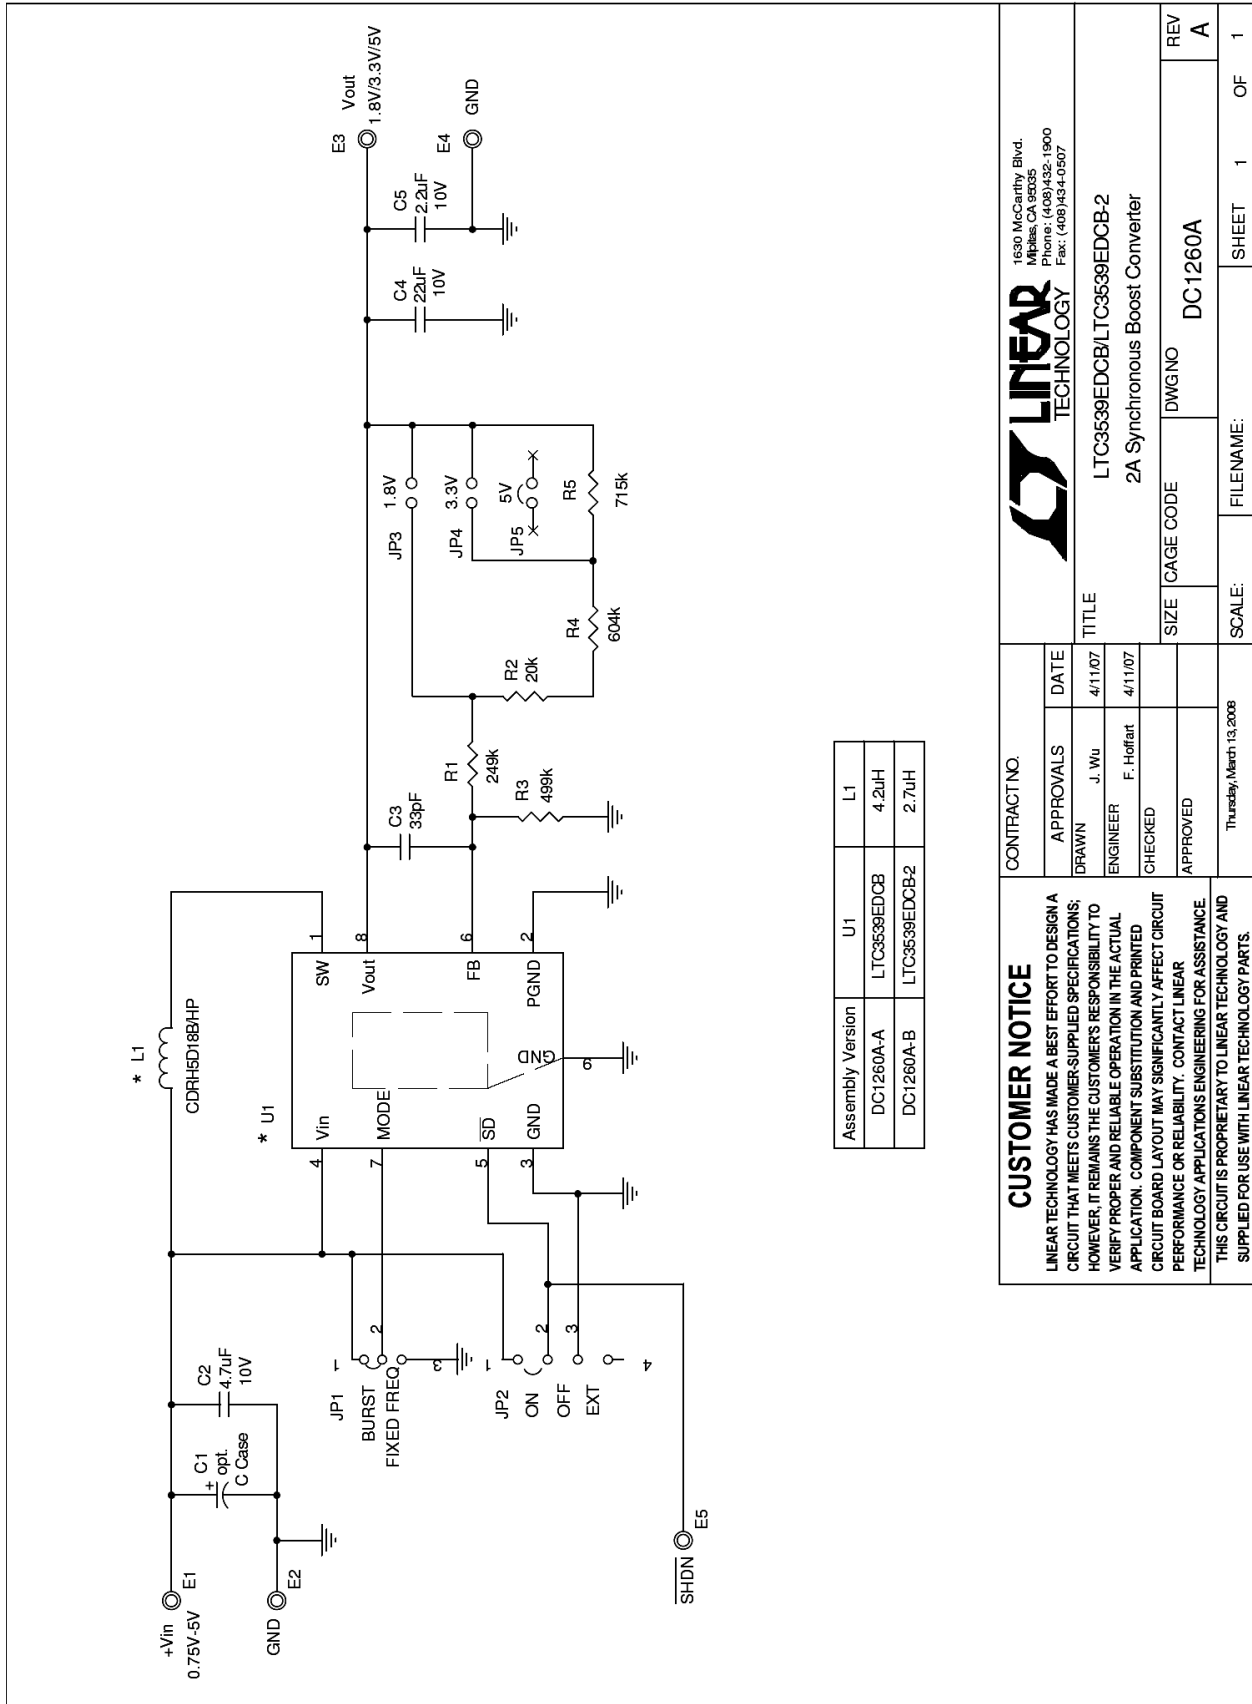 +Vin
0.75V-5V
E1
GND
E2
C1
opt.
C Case
+
C2
4.7uF
10V
* L1
CDRH5D18B/HP
* U1
Vin
4
MODE
7
SD
5
GND
3
GND
9
SW
1
Vout
8
FB
6
PGND
2
JP1
BURST
FIXED FREQ
1
2
3
JP2
ON
OFF
EXT
1
2
3
4
SHDN
E5
C3
33pF
R1
249k
R3
499k
R2
20k
R4
604k
R5
715k
JP3
1.8V
JP4
3.3V
JP5
5V
C4
22uF
10V
C5
2.2uF
10V
E3
Vout
1.8V/3.3V/5V
E4
GND
Assembly Version U1 L1
DC1260A-A LTC3539EDCB 4.2uH
DC1260A-B LTC3539EDCB-2 2.7uH
CUSTOMER NOTICE
LINEAR TECHNOLOGY HAS MADE A BEST EFFORT TO DESIGN A
CIRCUIT THAT MEETS CUSTOMER-SUPPLIED SPECIFICATIONS;
HOWEVER, IT REMAINS THE CUSTOMER'S RESPONSIBILITY TO
VERIFY PROPER AND RELIABLE OPERATION IN THE ACTUAL
APPLICATION. COMPONENT SUBSTITUTION AND PRINTED
CIRCUIT BOARD LAYOUT MAY SIGNIFICANTLY AFFECT CIRCUIT
PERFORMANCE OR RELIABILITY. CONTACT LINEAR
TECHNOLOGY APPLICATIONS ENGINEERING FOR ASSISTANCE.
THIS CIRCUIT IS PROPRIETARY TO LINEAR TECHNOLOGY AND
SUPPLIED FOR USE WITH LINEAR TECHNOLOGY PARTS.
CONTRACT NO.
APPROVALS DATE
DRAWN J. Wu 4/11/07
ENGINEER F. Hoffart 4/11/07
CHECKED
APPROVED
Thursday, March 13, 2008
LINEAR
TECHNOLOGY
1630 McCarthy Blvd.
Milpitas, CA 95035
Phone: (408)432-1900
Fax: (408)434-0507
TITLE
LTC3539EDCB/LTC3539EDCB-2
2A Synchronous Boost Converter
SIZE
CAGE CODE
DWG NO
DC1260A
REV
A
SCALE:
FILENAME:
SHEET 1 OF 1